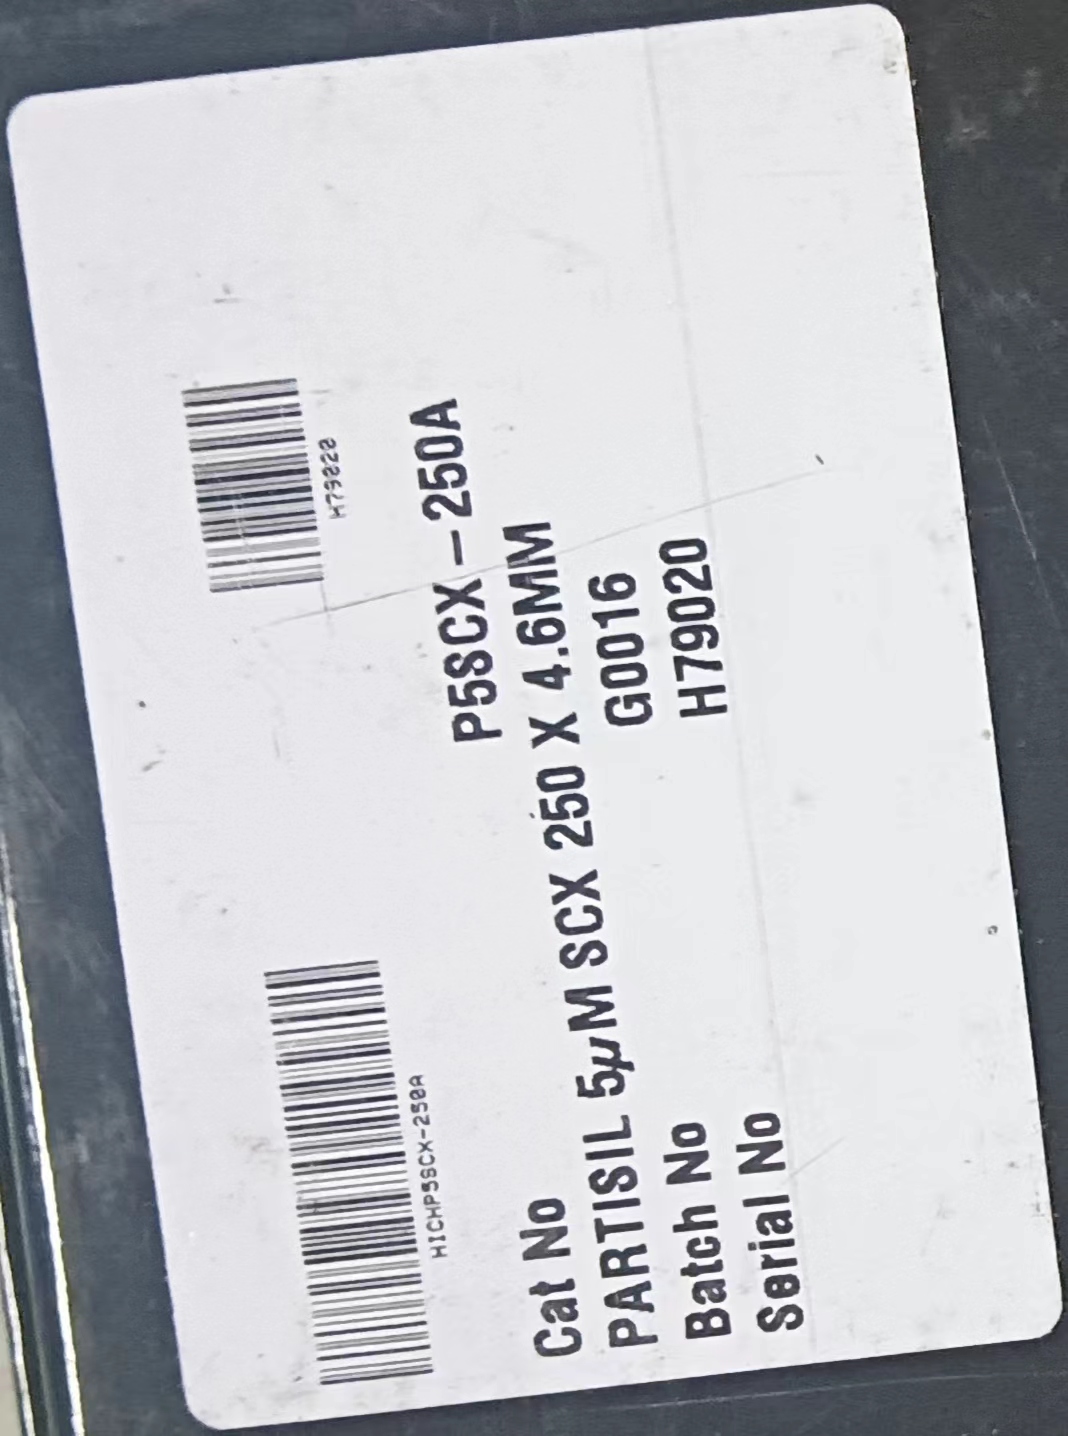 HICHP5SCX-250A
H79020
Cat No P5SCX-250A
PARTISIL 5µM SCX 250 X 4.6MM
Batch No G0016
Serial No H79020